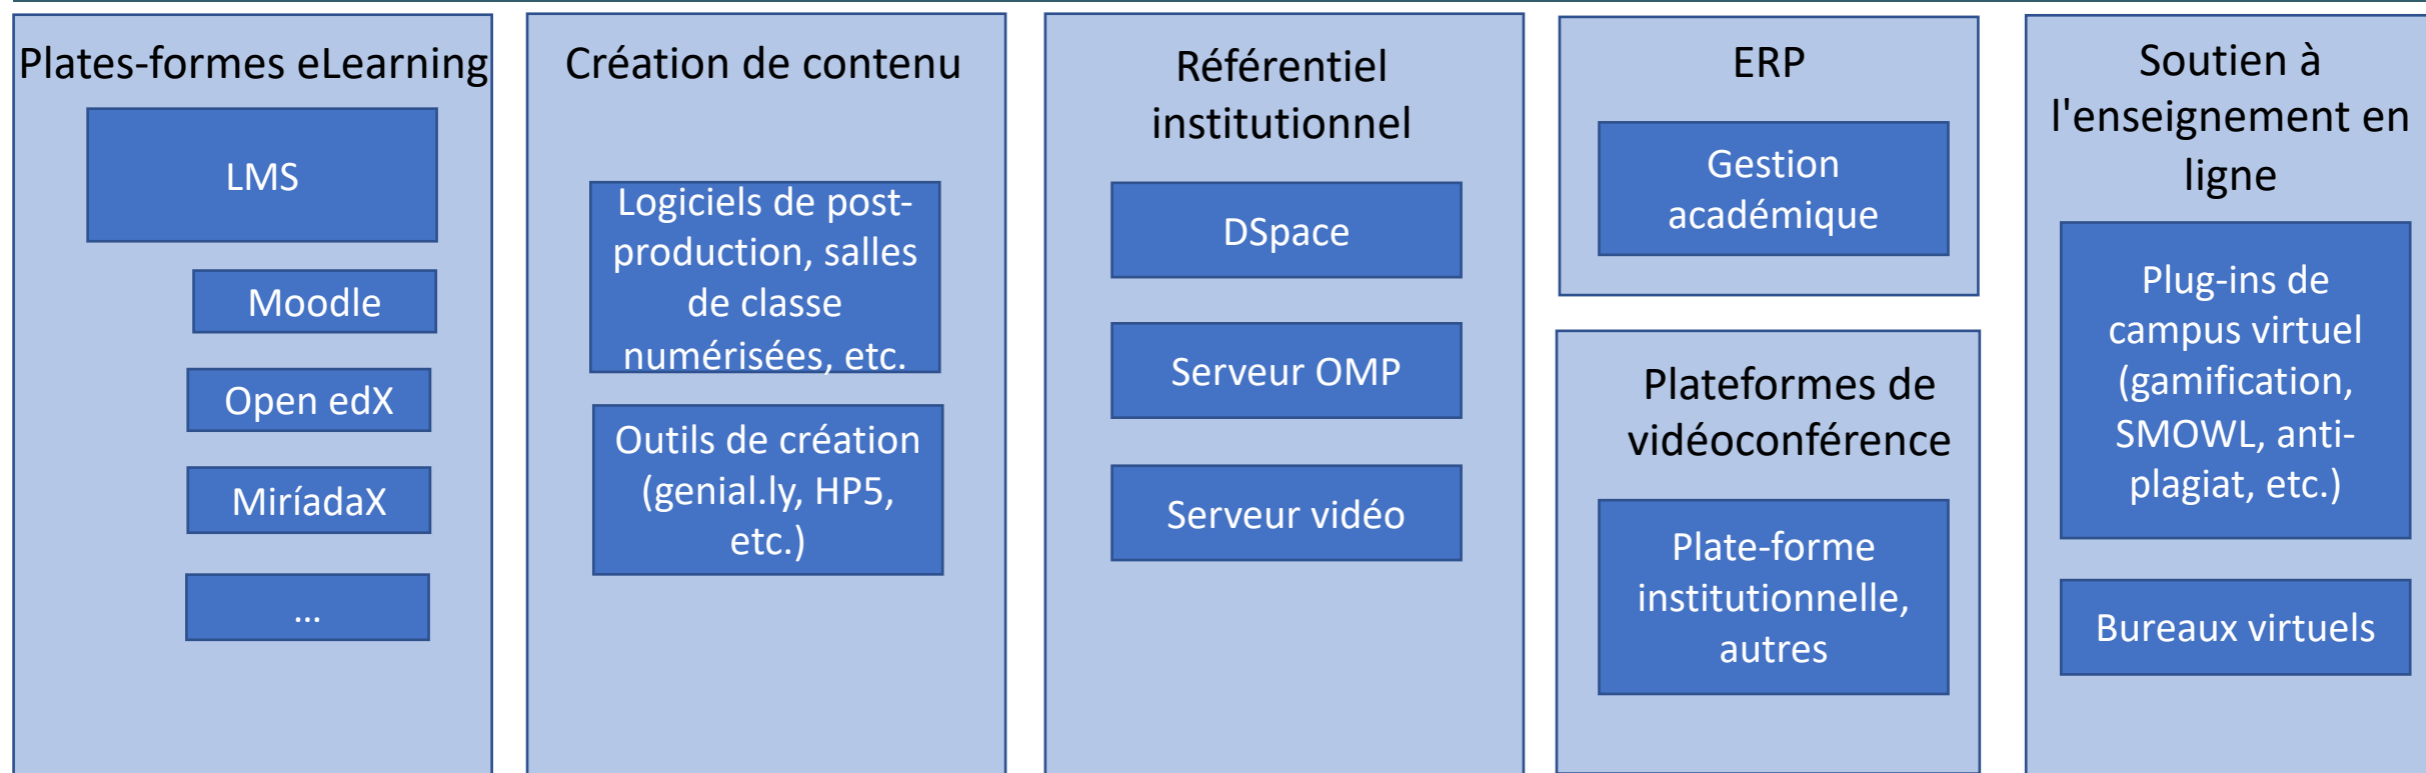 Plates-formes eLearning
LMS
Moodle
Open edX
MiríadaX
...
Création de contenu
Logiciels de post-
production, salles
de classe
numérisées, etc.
Outils de création
(genial.ly, HP5,
etc.)
Référentiel
institutionnel
DSpace
Serveur OMP
Serveur vidéo
ERP
Gestion
académique
Plateformes de
vidéoconférence
Plate-forme
institutionnelle,
autres
Soutien à
l'enseignement en
ligne
Plug-ins de
campus virtuel
(gamification,
SMOWL, anti-
plagiat, etc.)
Bureaux virtuels